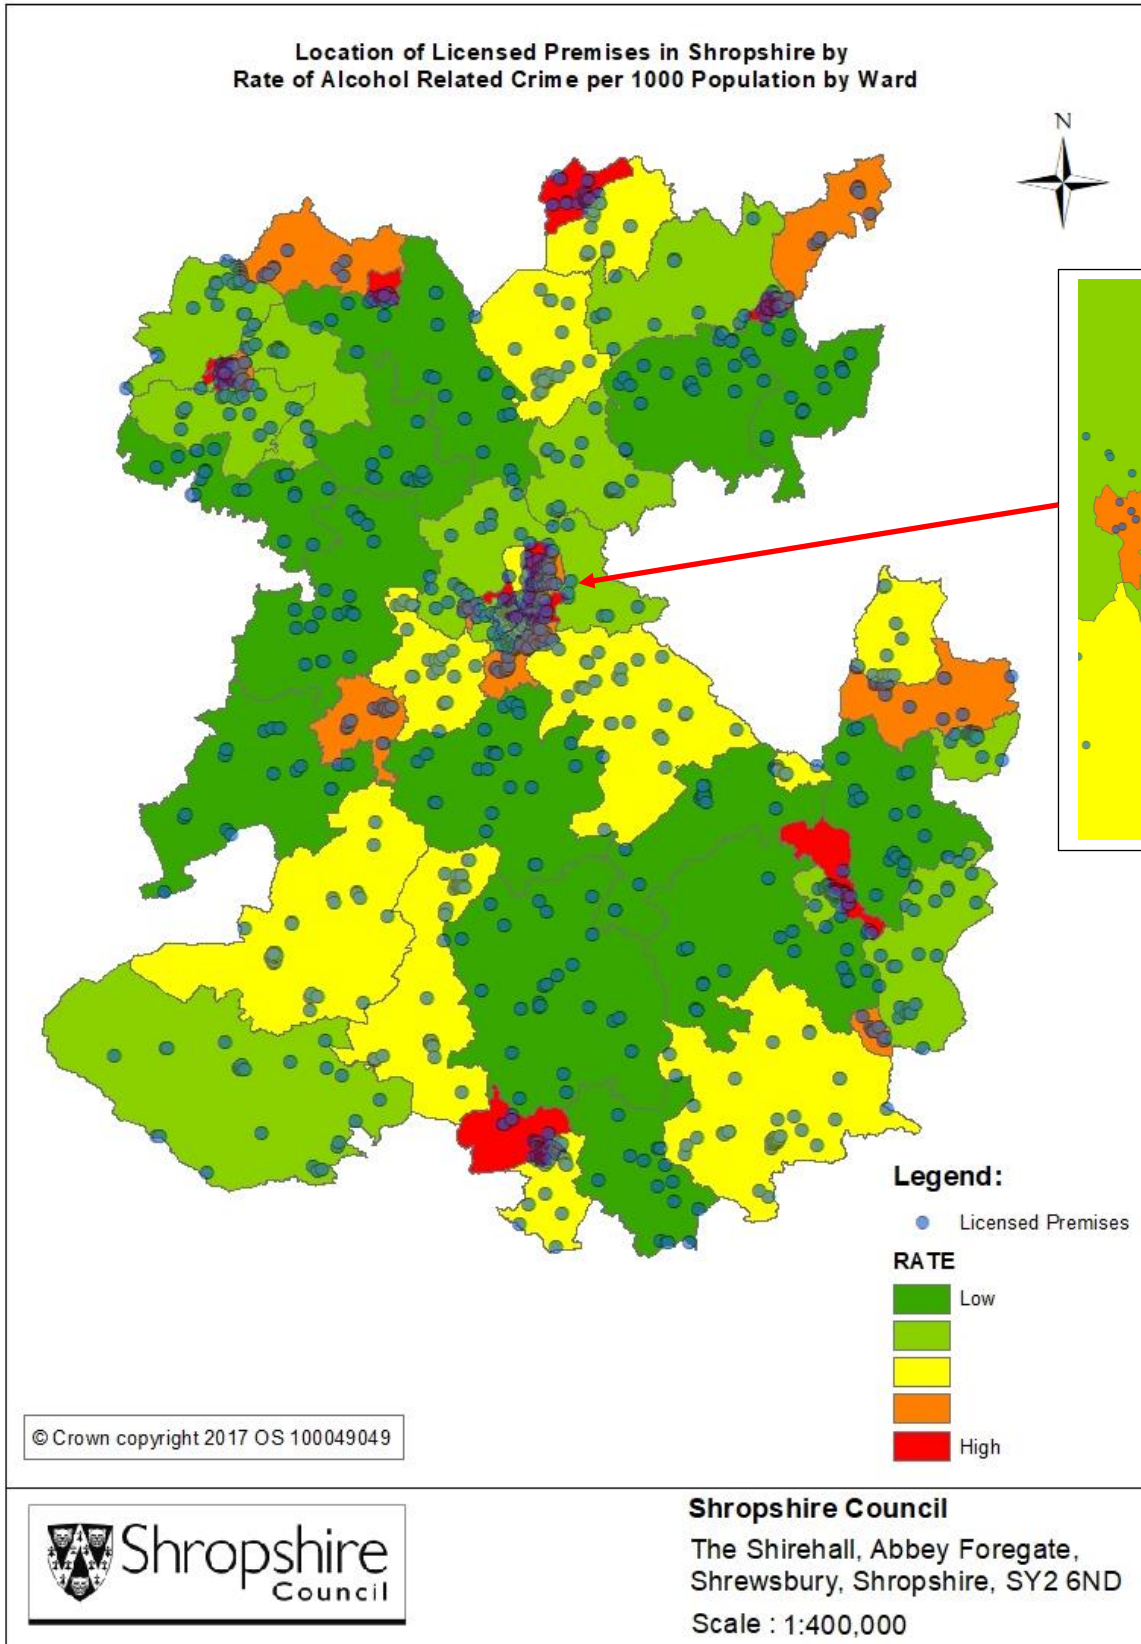 Location of Licensed Premises in Shropshire by
Rate of Alcohol Related Crime per 1000 Population by Ward
N
Legend:
Licensed Premises
RATE
Low
High
© Crown copyright 2017 OS 100049049
Shropshire
Council
Shropshire Council
The Shirehall, Abbey Foregate,
Shrewsbury, Shropshire, SY2 6ND
Scale : 1:400,000